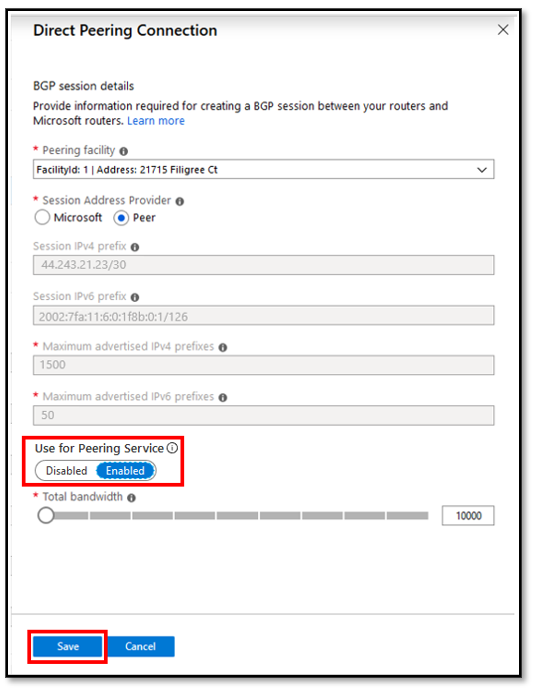 Direct Peering Connection
BGP session details
Provide information required for creating a BGP session between your routers and
Microsoft routers. Learn more
* Peering facility
FacilityId: 1 | Address: 21715 Filigree Ct
* Session Address Provider
Microsoft Peer
Session IPv4 prefix
44.243.21.23/30
Session IPv6 prefix
2002:7fa:11:6:0:1f8b:0:1/126
* Maximum advertised IPv4 prefixes
1500
* Maximum advertised IPv6 prefixes
50
Use for Peering Service
Disabled Enabled
* Total bandwidth
10000
Save Cancel